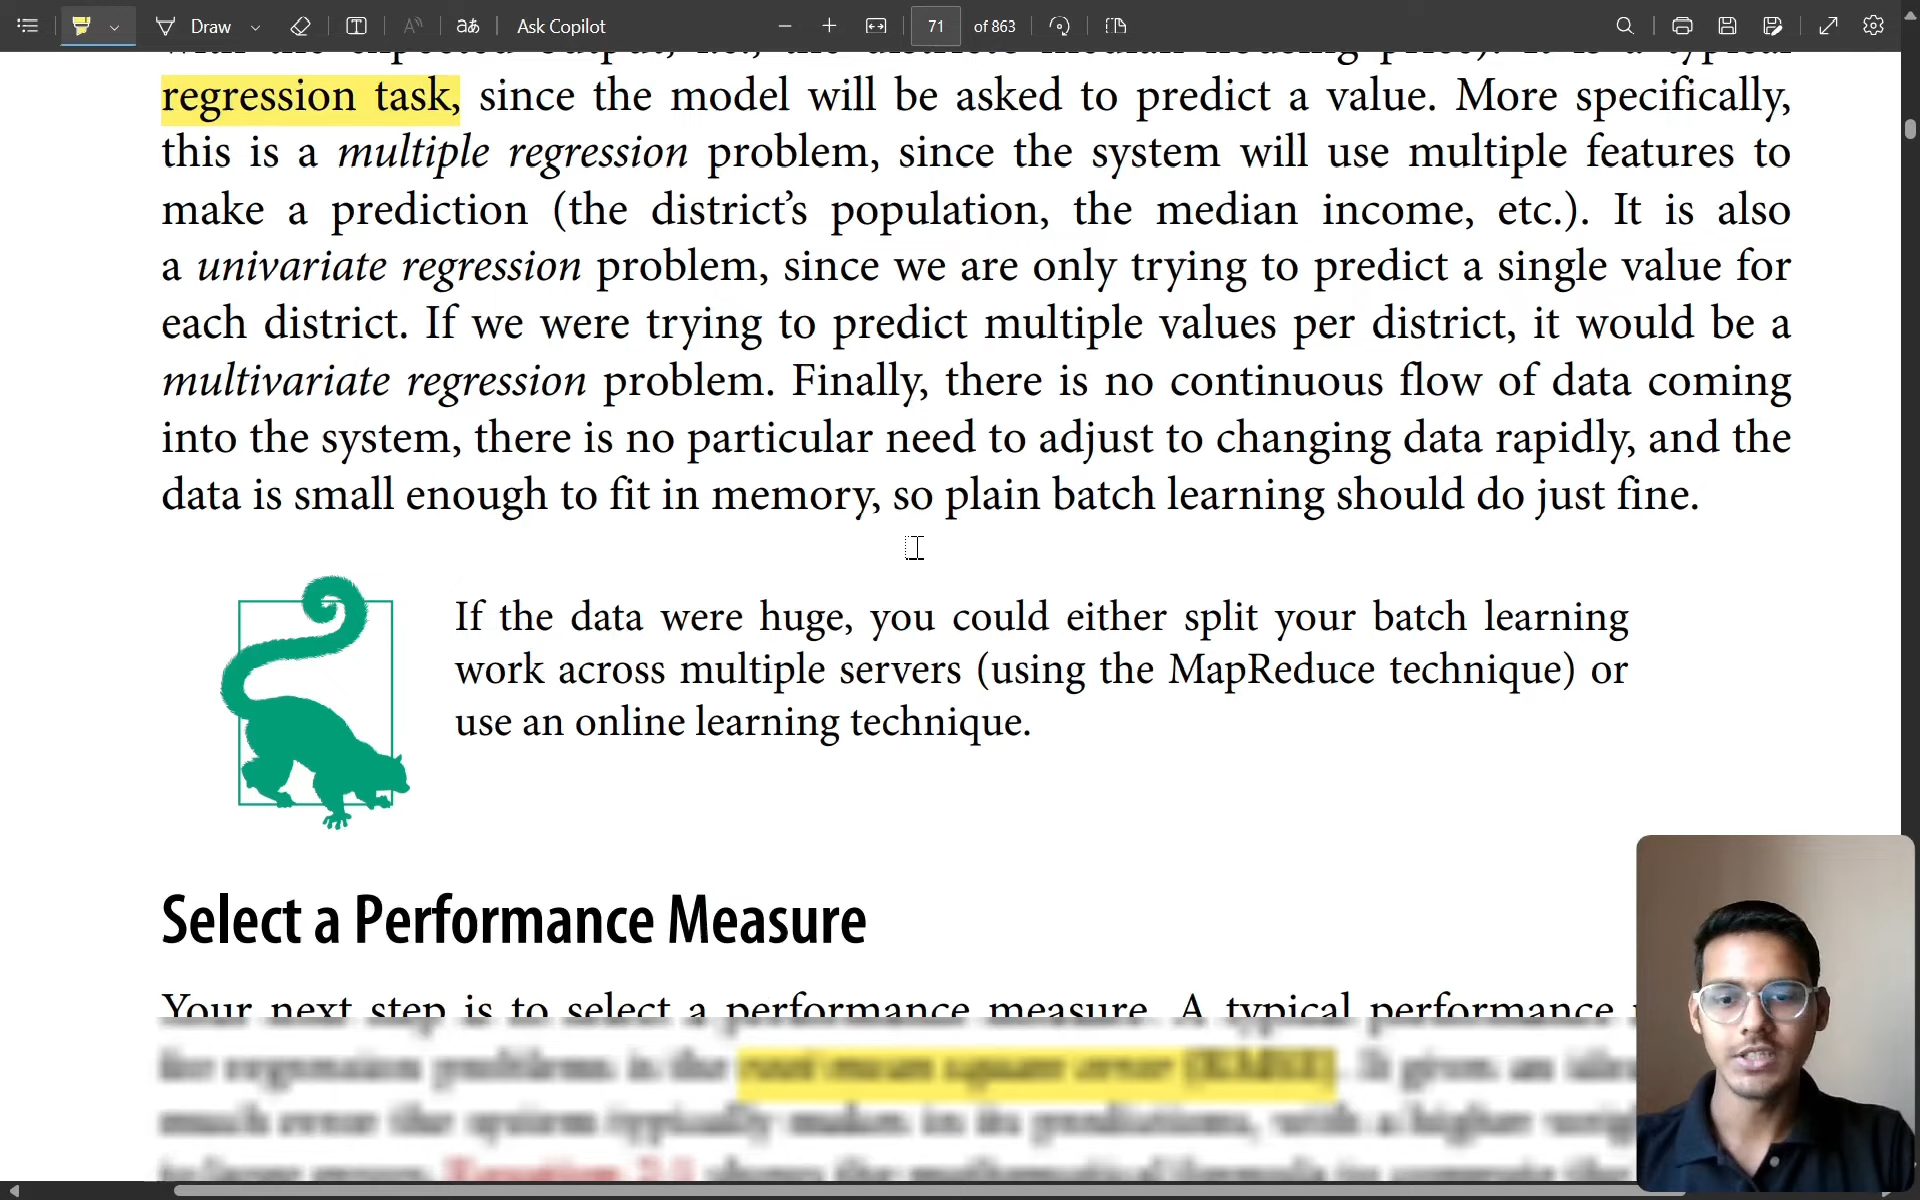 Draw
aあ
Ask Copilot
71 of 863
regression task, since the model will be asked to predict a value. More specifically,
this is a multiple regression problem, since the system will use multiple features to
make a prediction (the district's population, the median income, etc.). It is also
a univariate regression problem, since we are only trying to predict a single value for
each district. If we were trying to predict multiple values per district, it would be a
multivariate regression problem. Finally, there is no continuous flow of data coming
into the system, there is no particular need to adjust to changing data rapidly, and the
data is small enough to fit in memory, so plain batch learning should do just fine.
If the data were huge, you could either split your batch learning
work across multiple servers (using the MapReduce technique) or
use an online learning technique.
Select a Performance Measure
Your next step is to select a performance measure. A typical performance